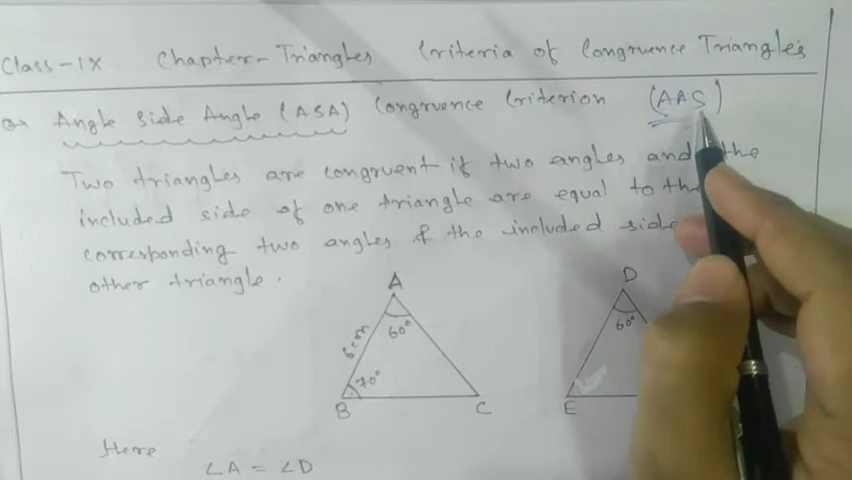 Class-IX Chapter-Triangles Criteria of Congruence Triangles
Angle Side Angle (ASA) Congruence Criterion (AAS)
Two triangles are congruent if two angles and the
included side of one triangle are equal to the
corresponding two angles & the included side
other triangle.
A D
6cm 60° 60°
70°
B C E
Here
∠A = ∠D